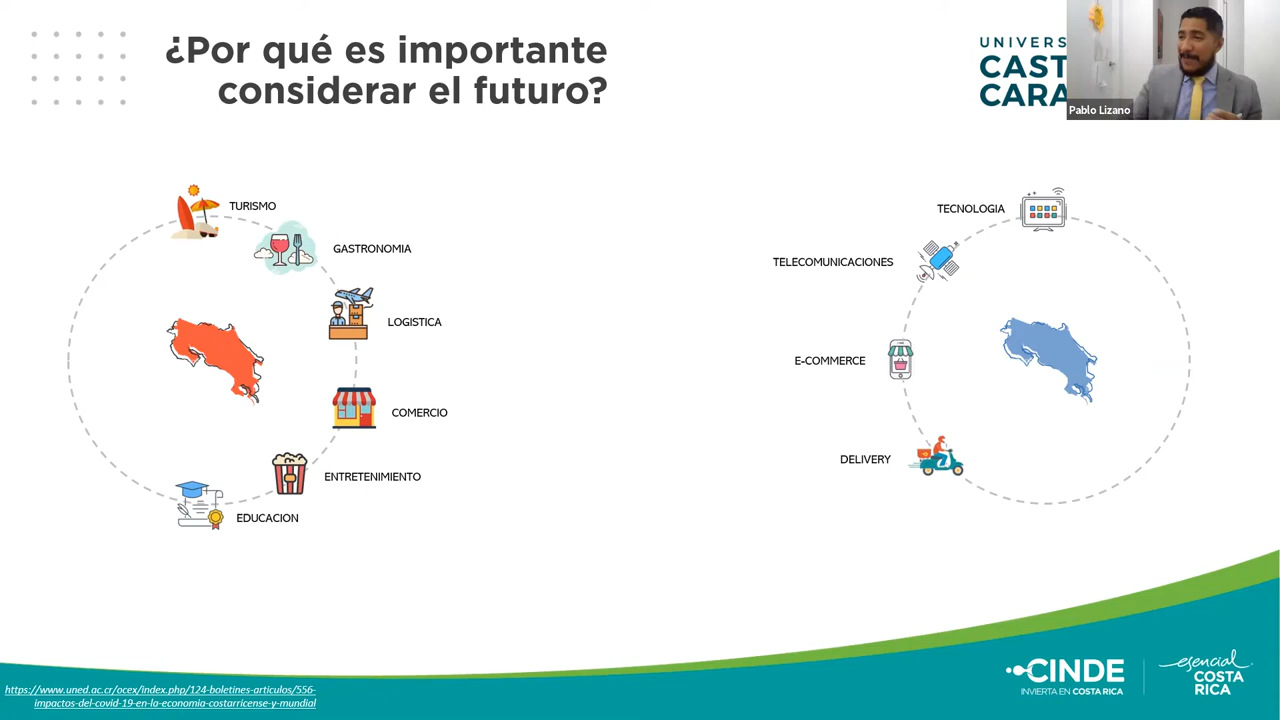 ¿Por qué es importante
considerar el futuro?
UNIVERS
CAST
CARA
Pablo Lizano
TURISMO
GASTRONOMIA
LOGISTICA
COMERCIO
ENTRETENIMIENTO
EDUCACION
TECNOLOGIA
TELECOMUNICACIONES
E-COMMERCE
DELIVERY
https://www.uned.ac.cr/ocex/index.php/124-boletines-articulos/556-
impactos-del-covid-19-en-la-economia-costarricense-y-mundial
CINDE
INVIERTA EN COSTA RICA
esencial
COSTA
RICA